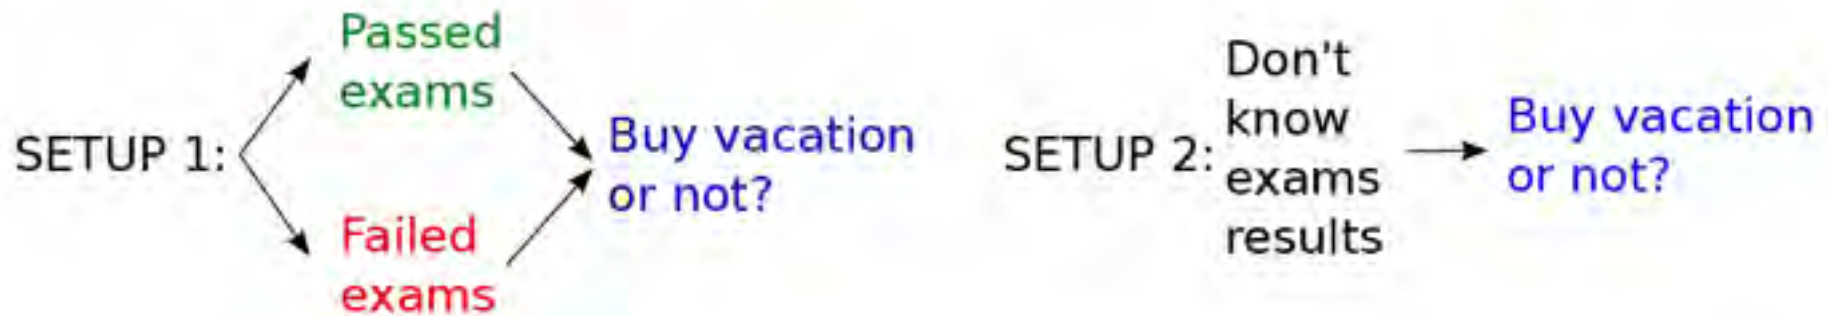 SETUP 1:
Passed
exams
Failed
exams
Buy vacation
or not?
SETUP 2:
Don't
know
exams
results
Buy vacation
or not?